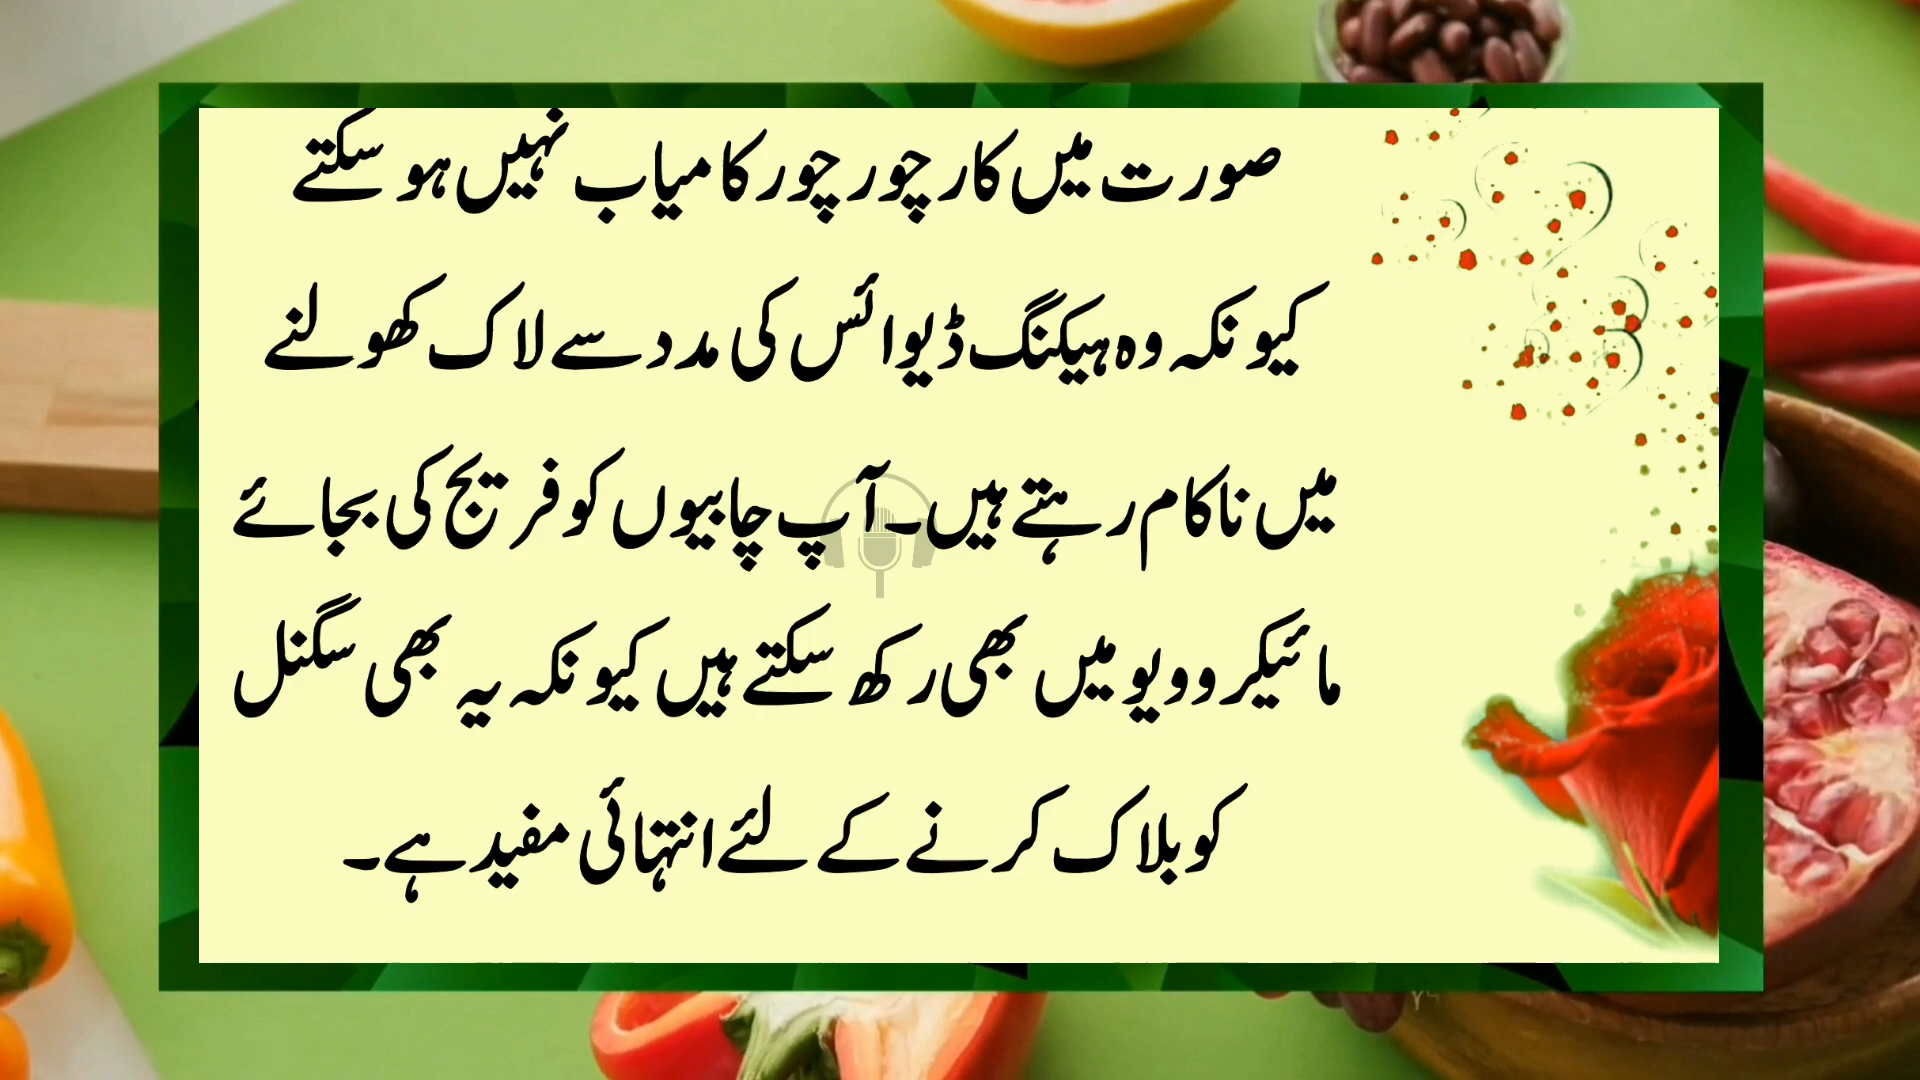 صورت میں کار چور چور کامیاب نہیں ہو سکتے
کیونکہ وہ ہیکنگ ڈیوائس کی مدد سے لاک کھولنے
میں ناکام رہتے ہیں۔ آپ چابیوں کو فریج کی بجائے
مائیکروویو میں بھی رکھ سکتے ہیں کیونکہ یہ بھی سگنل
کو بلاک کرنے کے لئے انتہائی مفید ہے۔